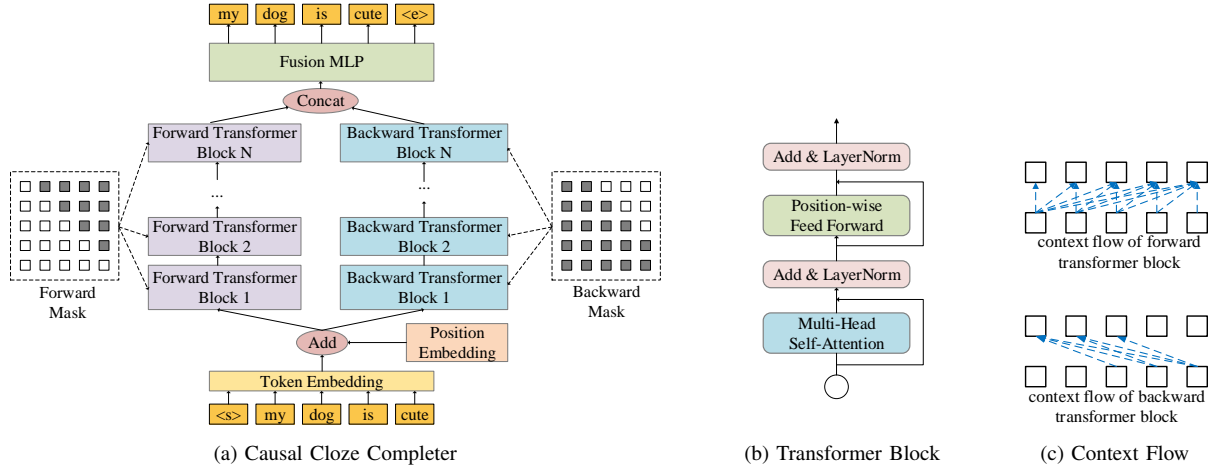 my dog is cute <e>
Fusion MLP
Concat
Forward Transformer
Block N
Backward Transformer
Block N
...
...
Forward Transformer
Block 2
Backward Transformer
Block 2
Forward Transformer
Block 1
Backward Transformer
Block 1
Forward
Mask
Backward
Mask
Add
Position
Embedding
Token Embedding
<s> my dog is cute
(a) Causal Cloze Completer
Add & LayerNorm
Position-wise
Feed Forward
Add & LayerNorm
Multi-Head
Self-Attention
(b) Transformer Block
context flow of forward
transformer block
context flow of backward
transformer block
(c) Context Flow